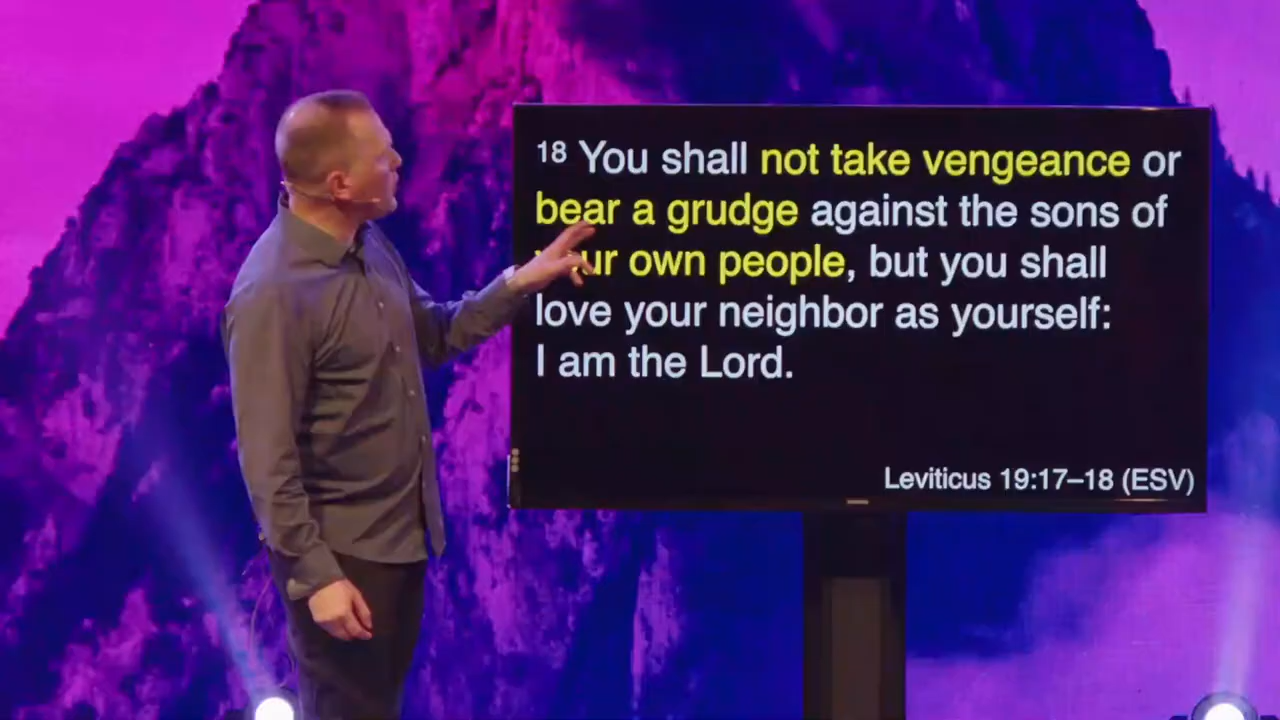 18 You shall not take vengeance or
bear a grudge against the sons of
your own people, but you shall
love your neighbor as yourself:
I am the Lord.
Leviticus 19:17–18 (ESV)